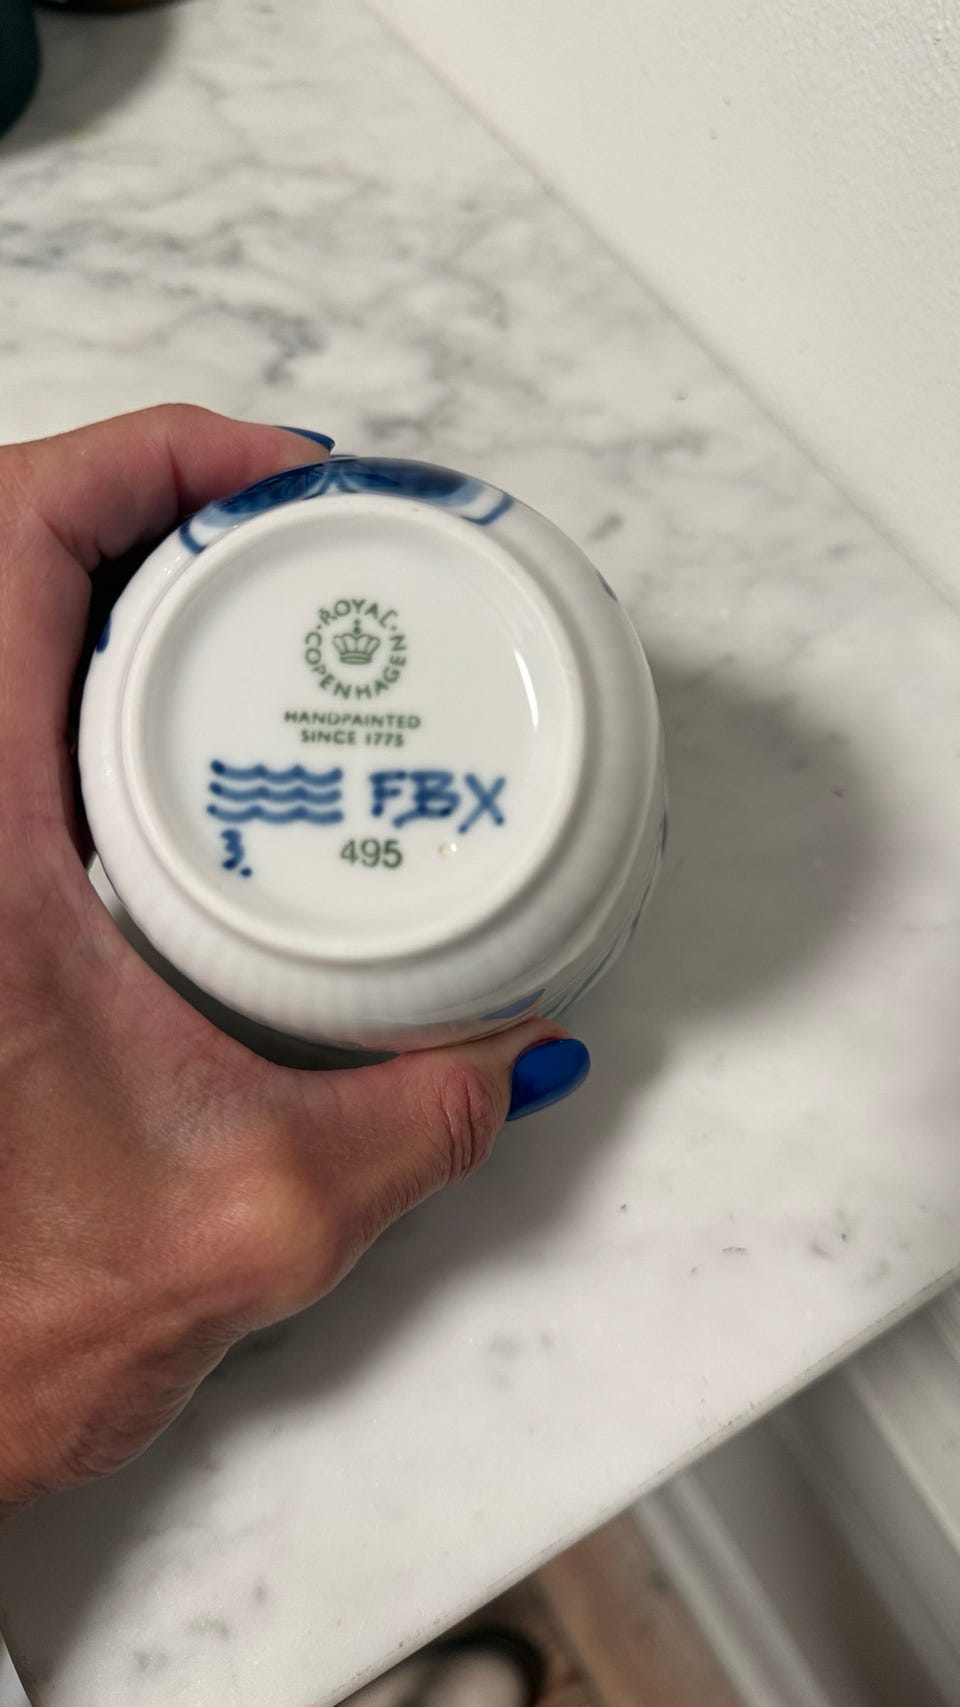 ROYAL COPENHAGEN
HANDPAINTED
SINCE 1775
FBX
3. 495